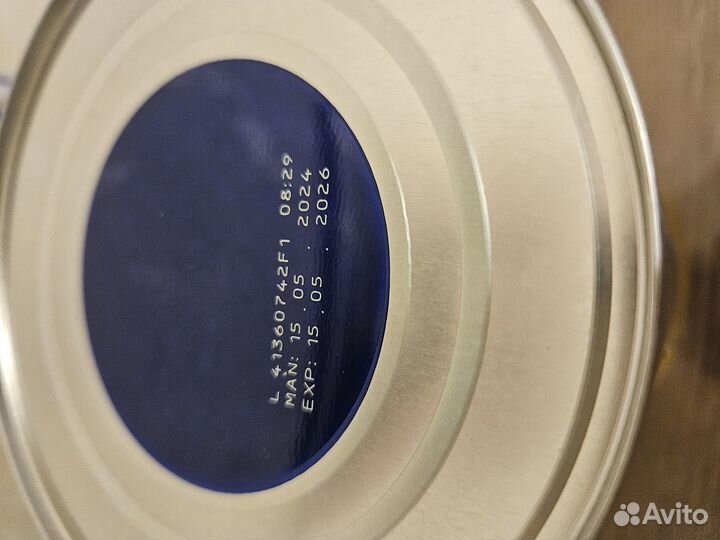 L 41360742F1 08:29
MAN: 15 . 05 . 2024
EXP: 15 . 05 . 2026
Avito